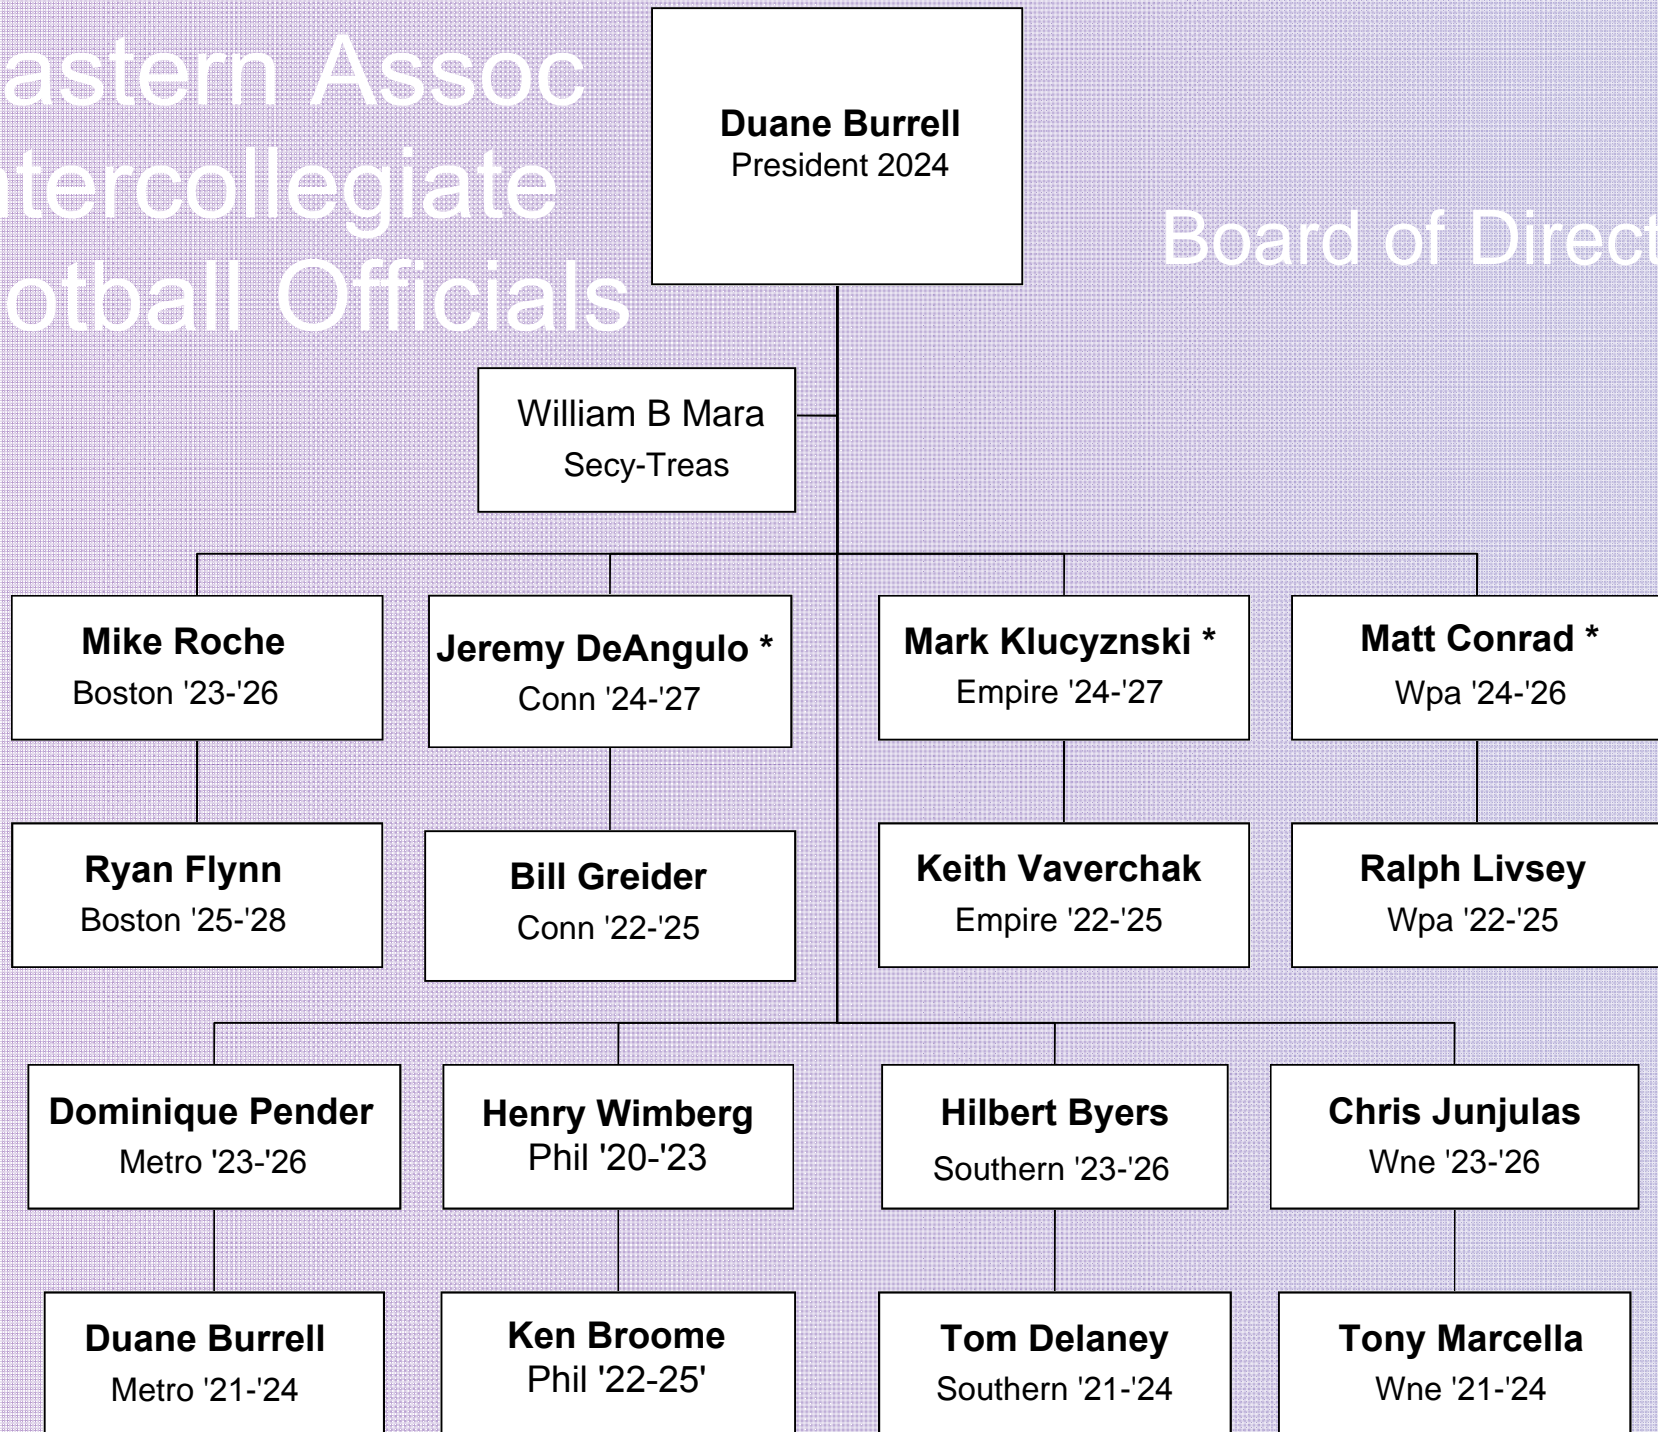 astern Assoc
tercollegiate
otball Officials
Duane Burrell
President 2024
Board of Direct
William B Mara
Secy-Treas
Mike Roche
Boston '23-'26
Jeremy DeAngulo *
Conn '24-'27
Mark Klucyznski *
Empire '24-'27
Matt Conrad *
Wpa '24-'26
Ryan Flynn
Boston '25-'28
Bill Greider
Conn '22-'25
Keith Vaverchak
Empire '22-'25
Ralph Livsey
Wpa '22-'25
Dominique Pender
Metro '23-'26
Henry Wimberg
Phil '20-'23
Hilbert Byers
Southern '23-'26
Chris Junjulas
Wne '23-'26
Duane Burrell
Metro '21-'24
Ken Broome
Phil '22-25'
Tom Delaney
Southern '21-'24
Tony Marcella
Wne '21-'24